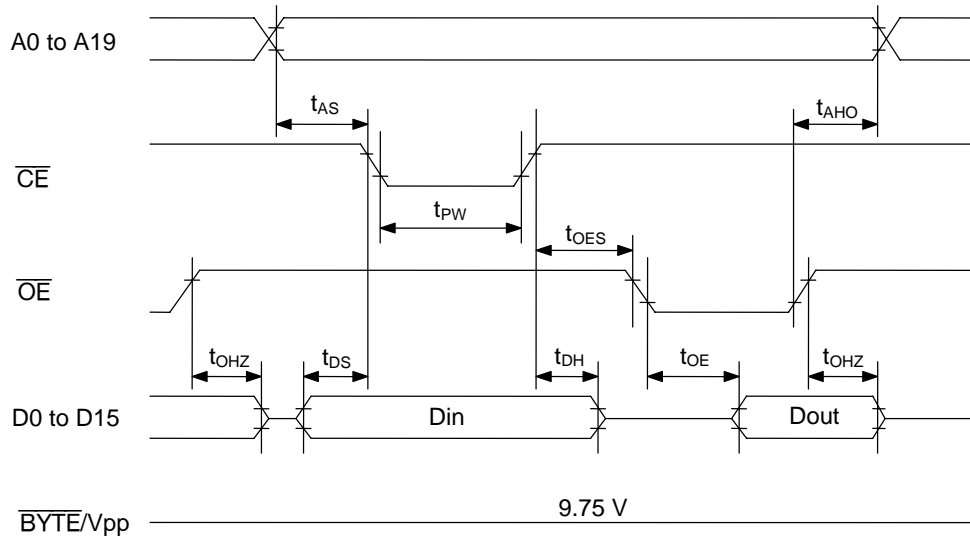 A0 to A19
tAS
tAHO
CE
tPW
tOES
OE
tOHZ
tDS
tDH
tOE
tOHZ
D0 to D15
Din
Dout
9.75 V
BYTE/Vpp